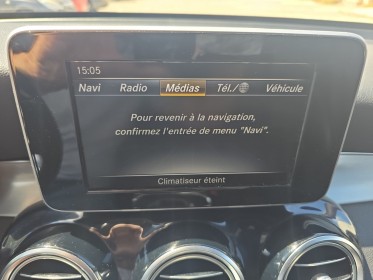 15:05
Navi Radio Médias Tél./ Véhicule
Pour revenir à la navigation,
confirmez l'entrée de menu "Navi".
Climatiseur éteint